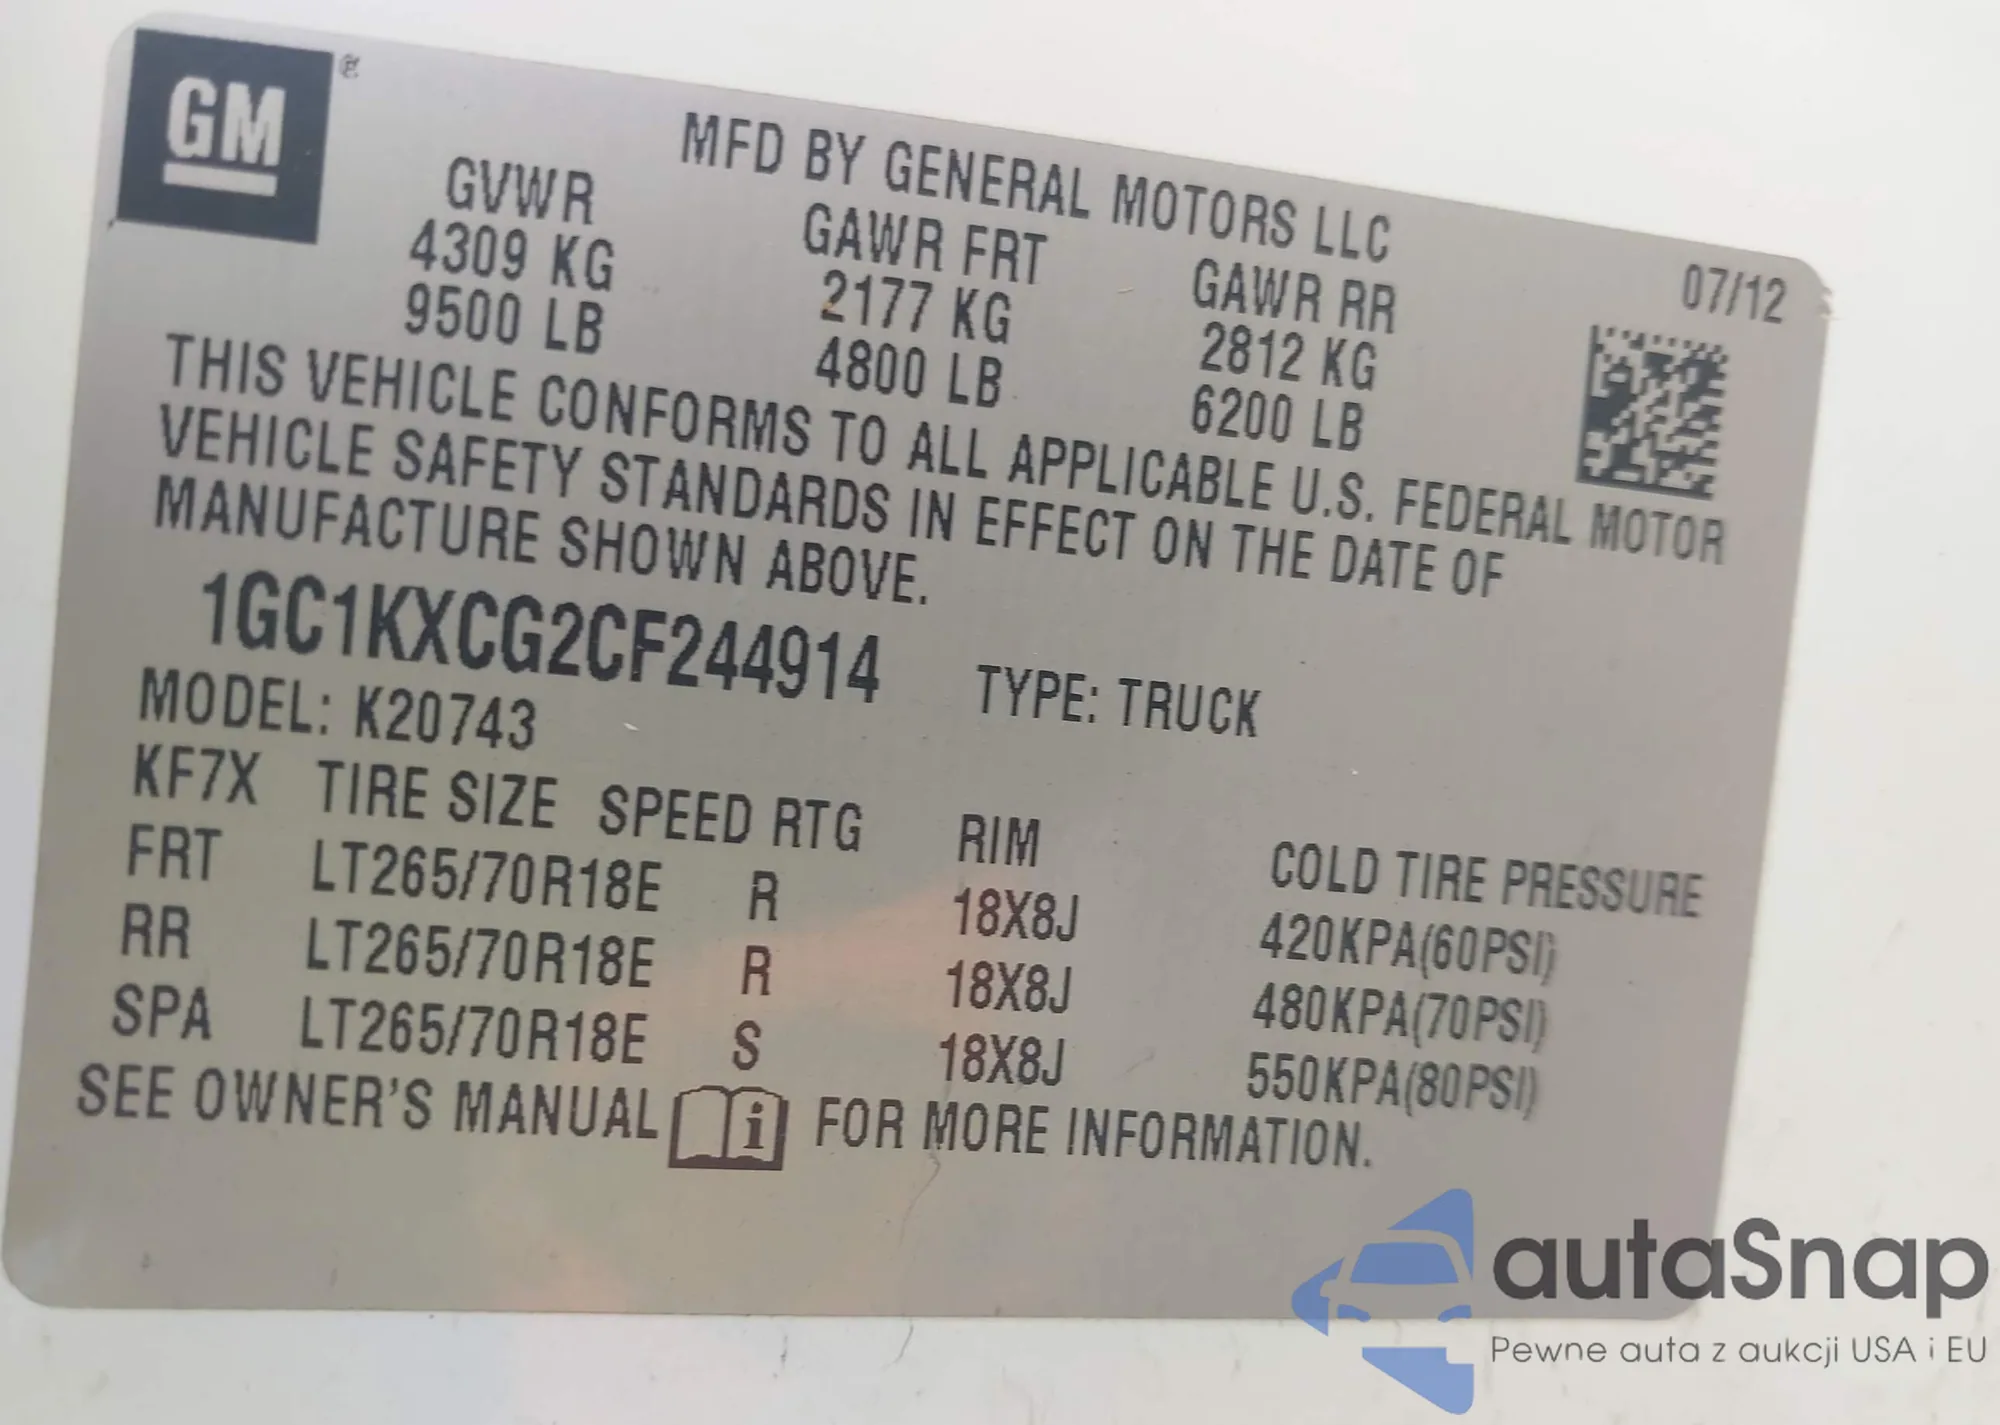 GM
MFD BY GENERAL MOTORS LLC
07/12
GVWR GAWR FRT GAWR RR
4309 KG 2177 KG 2812 KG
9500 LB 4800 LB 6200 LB
THIS VEHICLE CONFORMS TO ALL APPLICABLE U.S. FEDERAL MOTOR
VEHICLE SAFETY STANDARDS IN EFFECT ON THE DATE OF
MANUFACTURE SHOWN ABOVE.
1GC1KXCG2CF244914 TYPE: TRUCK
MODEL: K20743
KF7X TIRE SIZE SPEED RTG RIM COLD TIRE PRESSURE
FRT LT265/70R18E R 18X8J 420KPA(60PSI)
RR LT265/70R18E R 18X8J 480KPA(70PSI)
SPA LT265/70R18E S 18X8J 550KPA(80PSI)
SEE OWNER'S MANUAL i FOR MORE INFORMATION.
autaSnap
Pewne auta z aukcji USA i EU